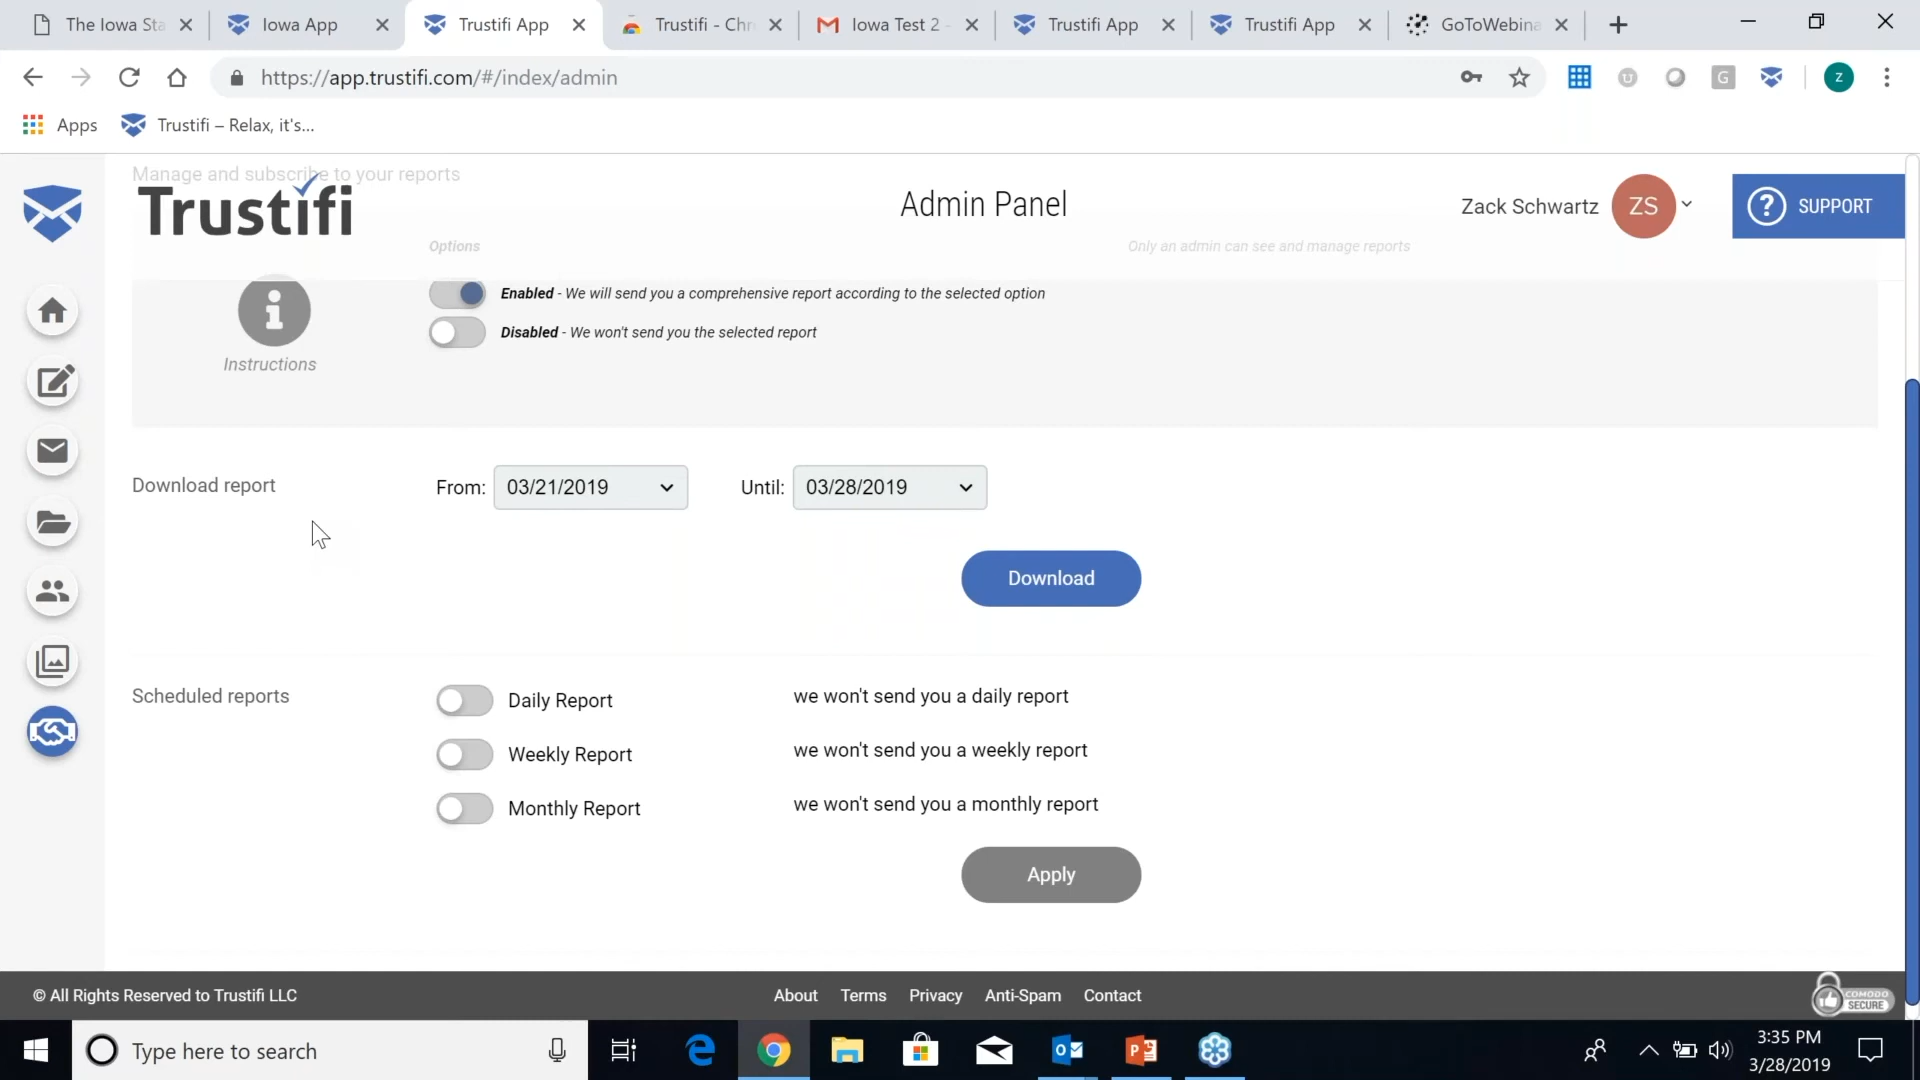 The Iowa Sta
Iowa App
Trustifi App
Trustifi - Chr
Iowa Test 2 -
Trustifi App
Trustifi App
GoToWebina
https://app.trustifi.com/#/index/admin
G
Z
Apps
Trustifi – Relax, it's...
Manage and subscribe to your reports
Trustifi
Admin Panel
Zack Schwartz
ZS
? SUPPORT
Options
Only an admin can see and manage reports
Enabled - We will send you a comprehensive report according to the selected option
Disabled - We won't send you the selected report
Instructions
Download report
From: 03/21/2019
Until: 03/28/2019
Download
Scheduled reports
Daily Report
we won't send you a daily report
Weekly Report
we won't send you a weekly report
Monthly Report
we won't send you a monthly report
Apply
© All Rights Reserved to Trustifi LLC
About
Terms
Privacy
Anti-Spam
Contact
COMODO
SECURE
Type here to search
3:35 PM
3/28/2019